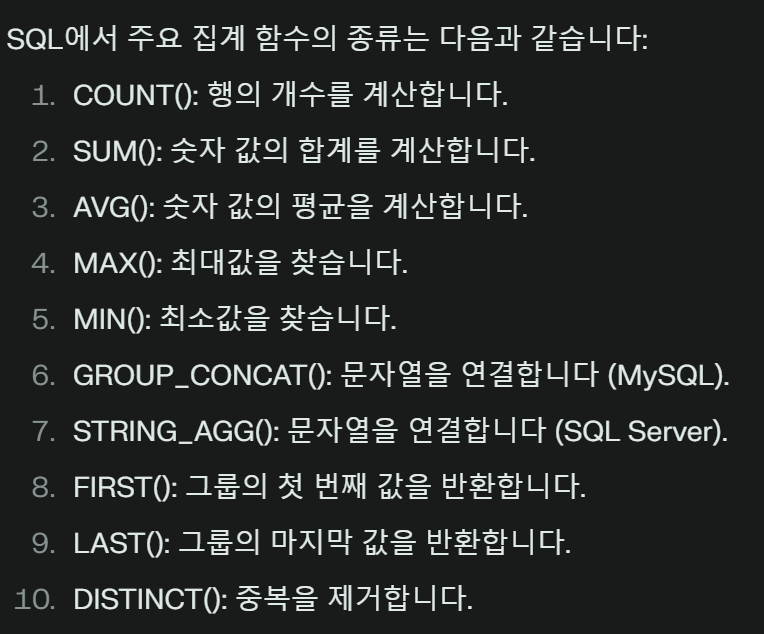 SQL에서 주요 집계 함수의 종류는 다음과 같습니다:
1. COUNT(): 행의 개수를 계산합니다.
2. SUM(): 숫자 값의 합계를 계산합니다.
3. AVG(): 숫자 값의 평균을 계산합니다.
4. MAX(): 최대값을 찾습니다.
5. MIN(): 최소값을 찾습니다.
6. GROUP_CONCAT(): 문자열을 연결합니다 (MySQL).
7. STRING_AGG(): 문자열을 연결합니다 (SQL Server).
8. FIRST(): 그룹의 첫 번째 값을 반환합니다.
9. LAST(): 그룹의 마지막 값을 반환합니다.
10. DISTINCT(): 중복을 제거합니다.